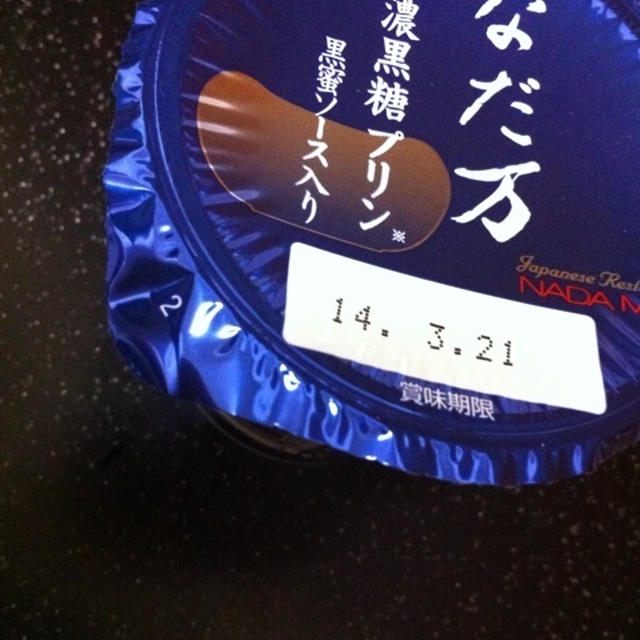 なだ万
濃黒糖プリン※
黒蜜ソース入り
Japanese
NADA
14. 3.21
賞味期限
2